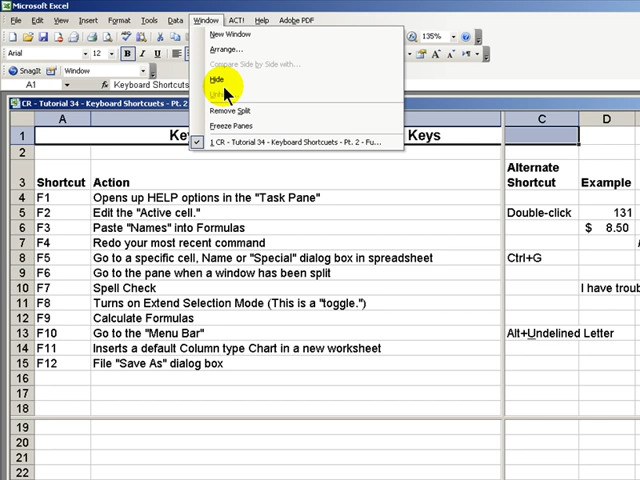 Microsoft Excel
File Edit View Insert Format Tools Data Window ACT! Help Adobe PDF
135%
Arial 12 B I U
SnagIt Window
A1 Keyboard Shortcuts
New Window
Arrange...
Compare Side by Side with...
Hide
Remove Split
Freeze Panes
1 CR - Tutorial 34 - Keyboard Shortcuets - Pt. 2 - Fu...
CR - Tutorial 34 - Keyboard Shortcuets - Pt. 2
A C D
1 Keys
2
3 Shortcut Action Alternate Shortcut Example
4 F1 Opens up HELP options in the "Task Pane"
5 F2 Edit the "Active cell." Double-click 131
6 F3 Paste "Names" into Formulas $ 8.50
7 F4 Redo your most recent command
8 F5 Go to a specific cell, Name or "Special" dialog box in spreadsheet Ctrl+G
9 F6 Go to the pane when a window has been split
10 F7 Spell Check I have trou
11 F8 Turns on Extend Selection Mode (This is a "toggle.")
12 F9 Calculate Formulas
13 F10 Go to the "Menu Bar" Alt+Undelined Letter
14 F11 Inserts a default Column type Chart in a new worksheet
15 F12 File "Save As" dialog box
16
17
18
19
20
21
22